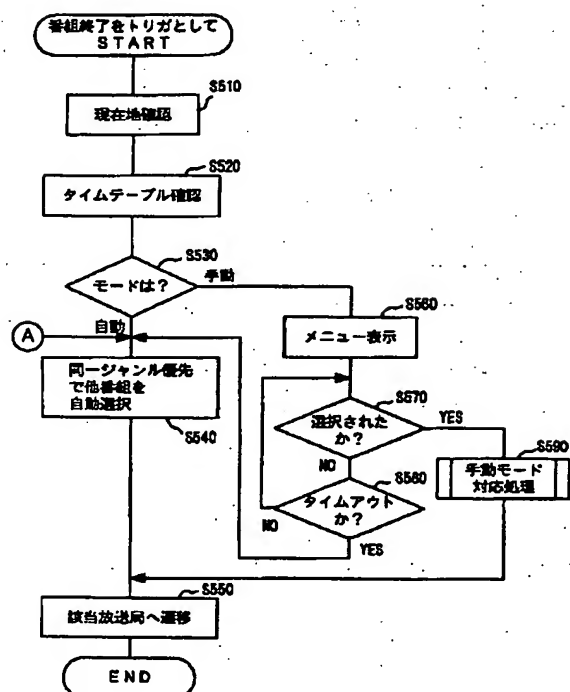 番組終了をトリガとして
START
S510
現在地確認
S520
タイムテーブル確認
S530
モードは?
手動
自動
A
同一ジャンル優先
で他番組を
自動選択
S540
S560
メニュー表示
S570
選択された
か?
YES
NO
S580
タイムアウト
か?
NO
YES
S590
手動モード
対応処理
S550
該当放送局へ遷移
END